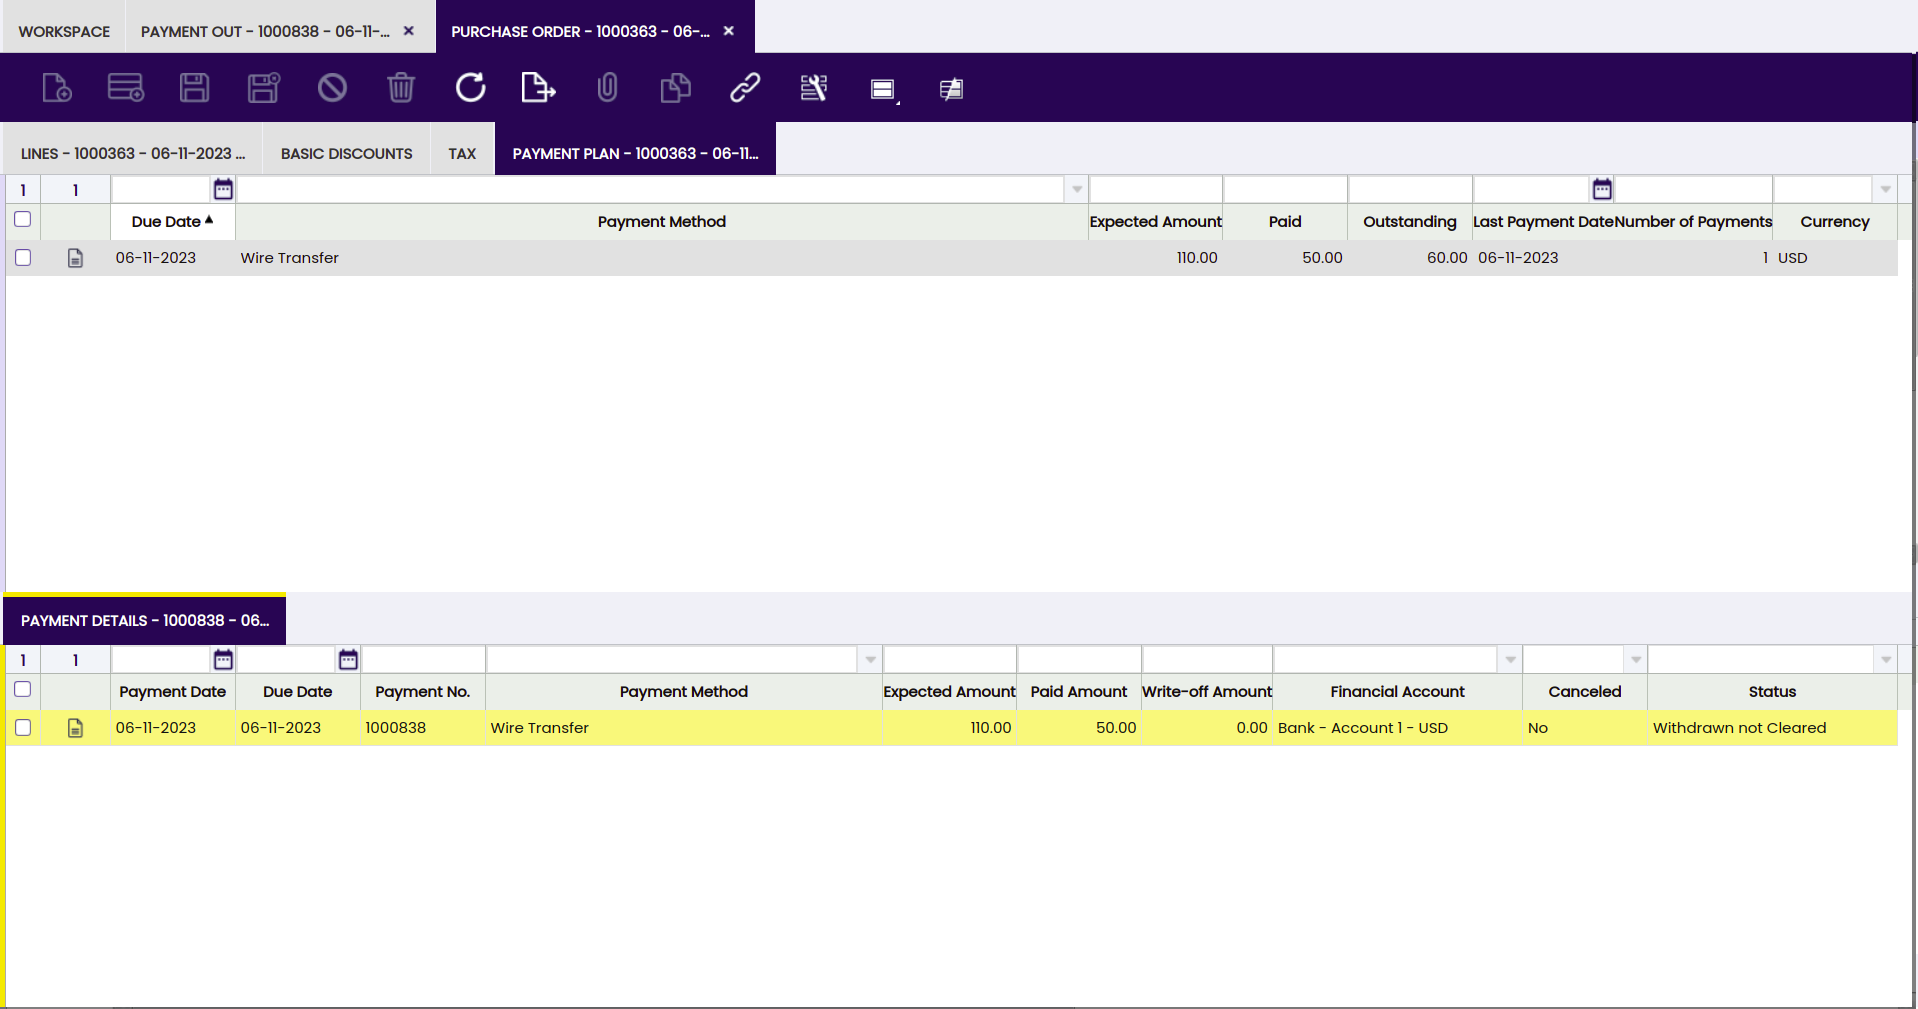 WORKSPACE PAYMENT OUT - 1000838 - 06-11-... × PURCHASE ORDER - 1000363 - 06-... ×
LINES - 1000363 - 06-11-2023 ... BASIC DISCOUNTS TAX PAYMENT PLAN - 1000363 - 06-11...
1 1
Due Date Payment Method Expected Amount Paid Outstanding Last Payment Date Number of Payments Currency
06-11-2023 Wire Transfer 110.00 50.00 60.00 06-11-2023 1 USD
PAYMENT DETAILS - 1000838 - 06...
1 1
Payment Date Due Date Payment No. Payment Method Expected Amount Paid Amount Write-off Amount Financial Account Canceled Status
06-11-2023 06-11-2023 1000838 Wire Transfer 110.00 50.00 0.00 Bank - Account 1 - USD No Withdrawn not Cleared